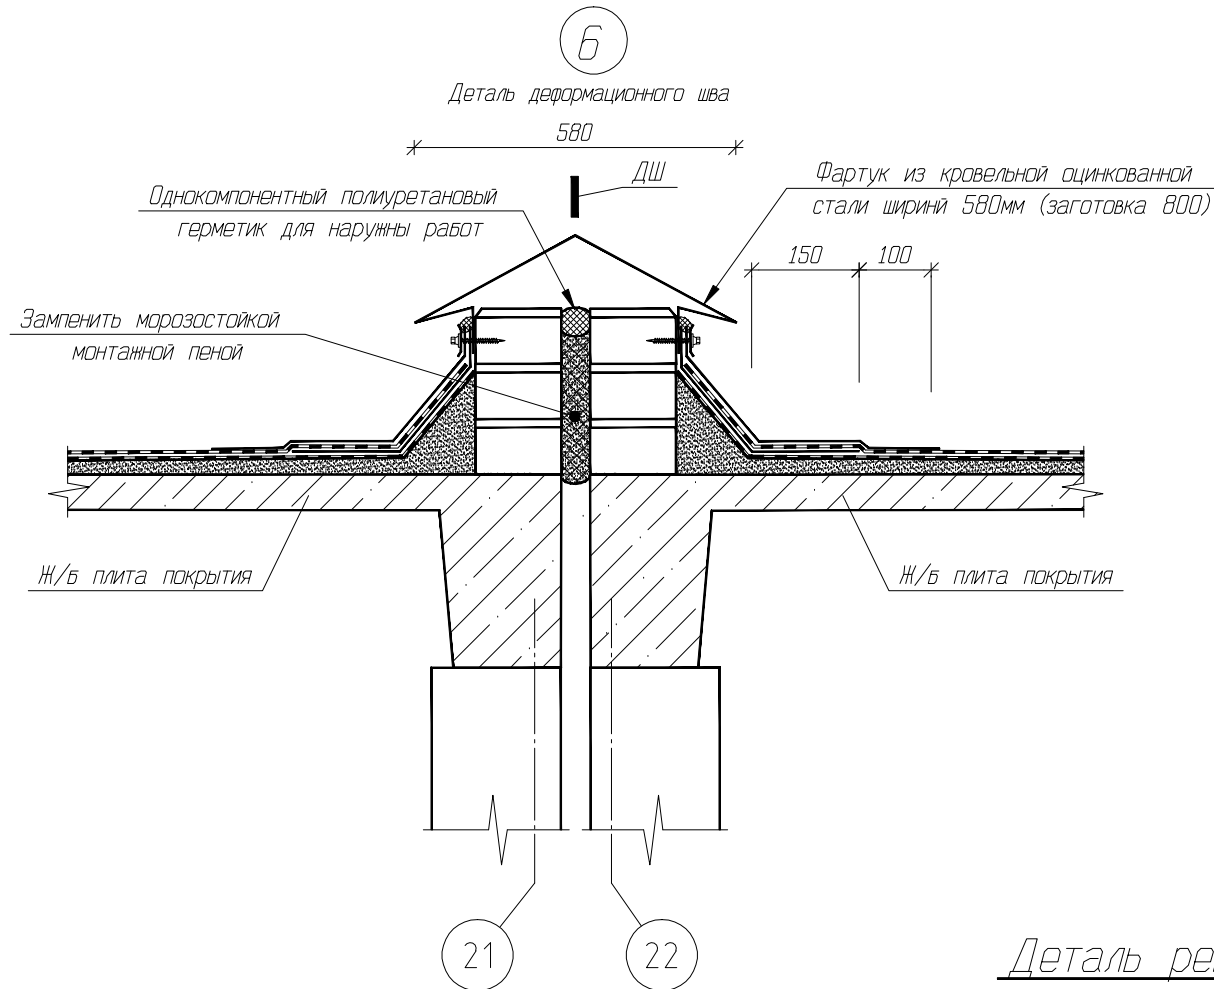 6
Деталь деформационного шва
580
ДШ
Однокомпонентный полиуретановый
герметик для наружны работ
Фартук из кровельной оцинкованной
стали ширинй 580мм (заготовка 800)
150
100
Зампенить морозостойкой
монтажной пеной
Ж/Б плита покрытия
Ж/Б плита покрытия
21
22
Деталь